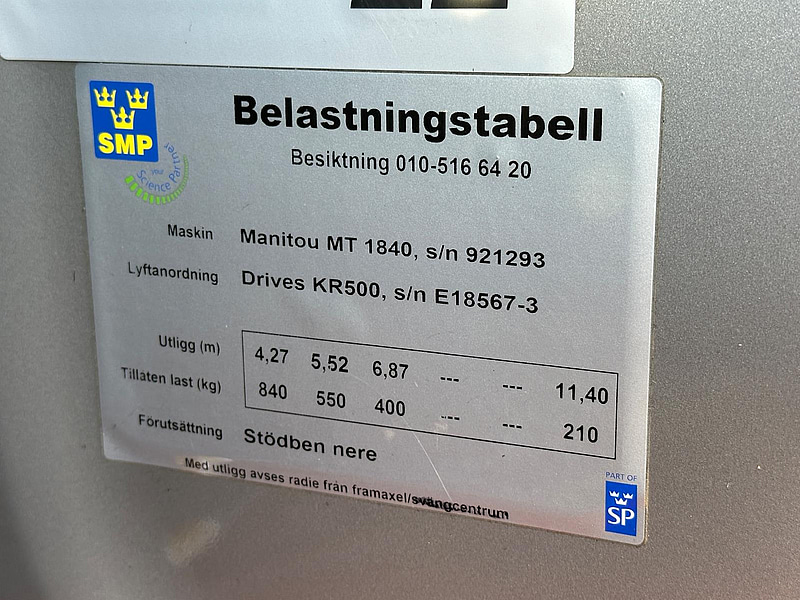 SMP
your Science Partner
Belastningstabell
Besiktning 010-516 64 20
Maskin Manitou MT 1840, s/n 921293
Lyftanordning Drives KR500, s/n E18567-3
Utligg (m) 4,27 5,52 6,87 --- --- 11,40
Tillåten last (kg) 840 550 400 --- --- 210
Förutsättning Stödben nere
Med utligg avses radie från framaxel/svängcentrum
PART OF
SP